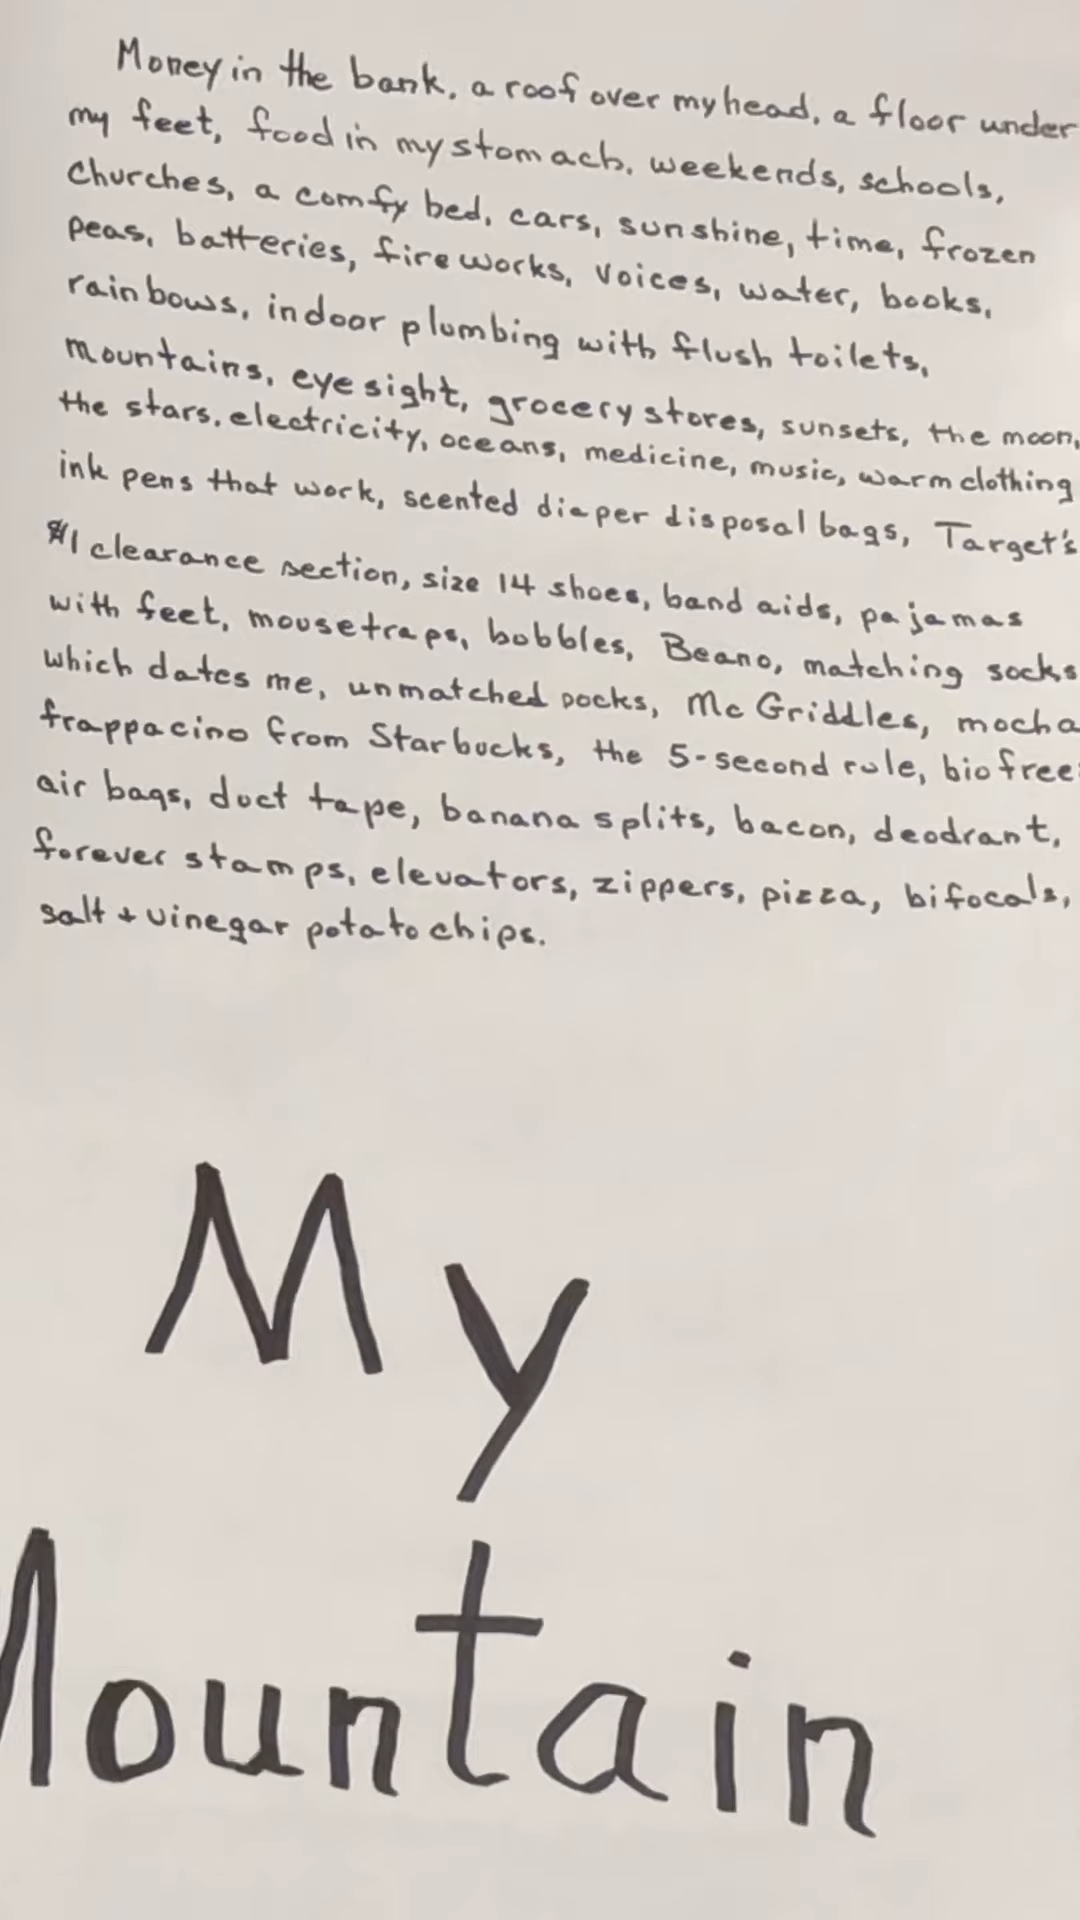 Money in the bank, a roof over my head, a floor under
my feet, food in my stomach, weekends, schools,
Churches, a comfy bed, cars, sunshine, time, frozen
peas, batteries, fireworks, voices, water, books,
rainbows, indoor plumbing with flush toilets,
mountains, eyesight, grocery stores, sunsets, the moon,
the stars, electricity, oceans, medicine, music, warm clothing
ink pens that work, scented diaper disposal bags, Target's
$1 clearance section, size 14 shoes, band aids, pajamas
with feet, mousetraps, bobbles, Beano, matching socks
which dates me, unmatched socks, McGriddles, mocha
frappacino from Starbucks, the 5-second rule, biofree
air bags, duct tape, banana splits, bacon, deodrant,
forever stamps, elevators, zippers, pizza, bifocals,
salt + vinegar potato chips.
My
Mountain